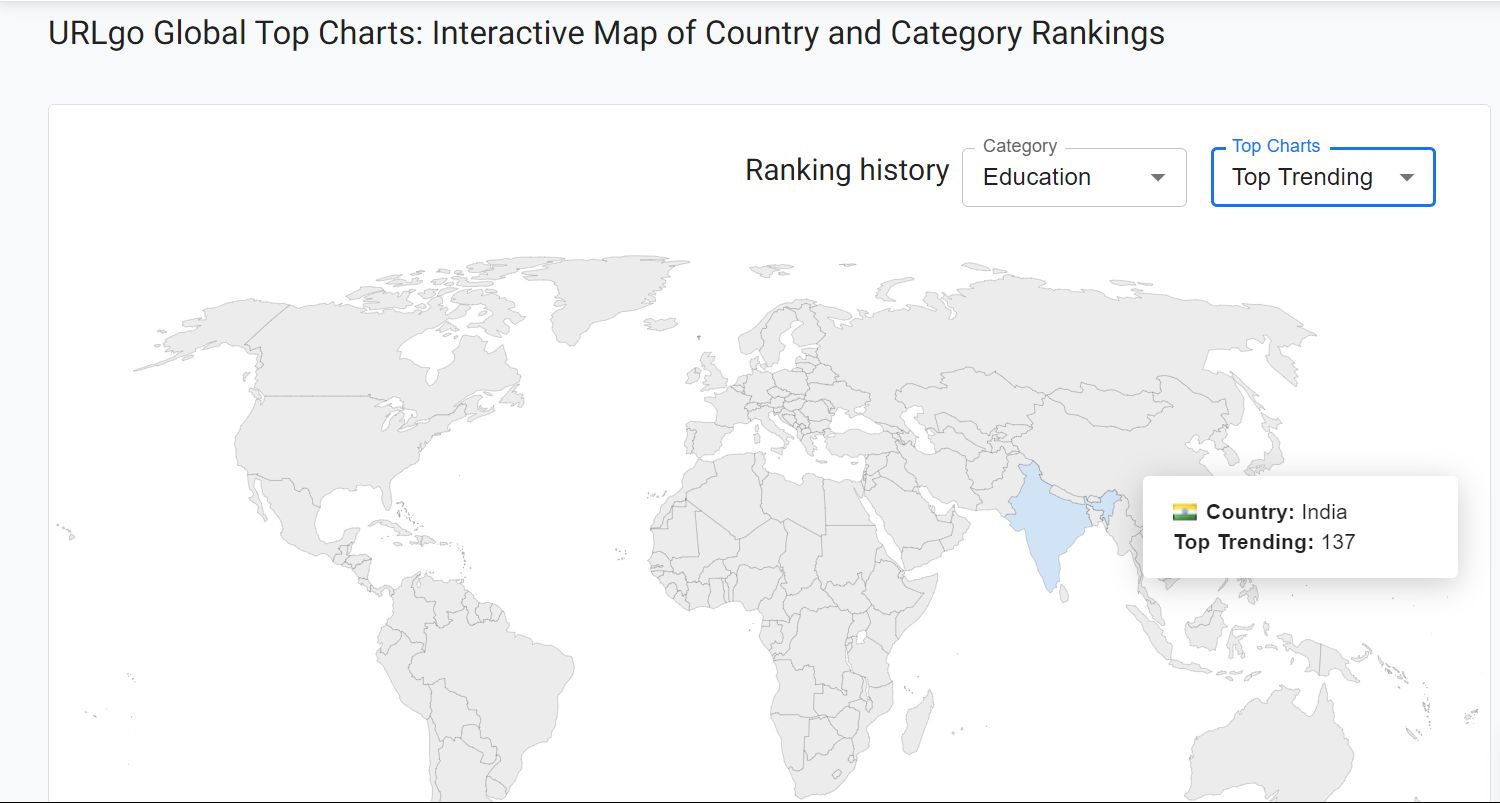 URLgo Global Top Charts: Interactive Map of Country and Category Rankings
Category
Top Charts
Ranking history
Education
Top Trending
Country: India
Top Trending: 137